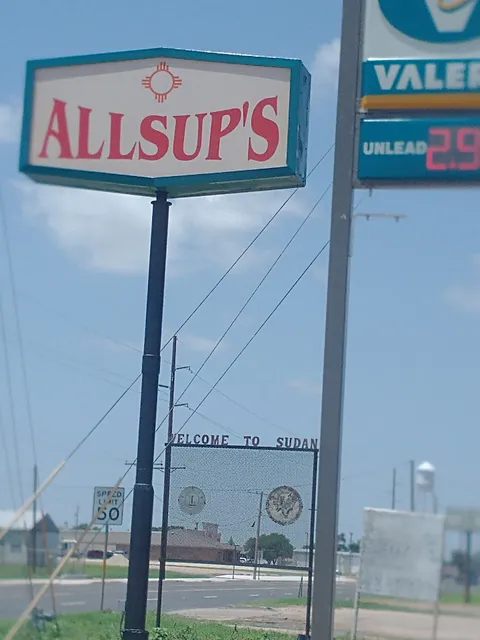 ALLSUP'S
VALER
UNLEAD 2.9
WELCOME TO SUDAN
SPEED
LIMIT
50